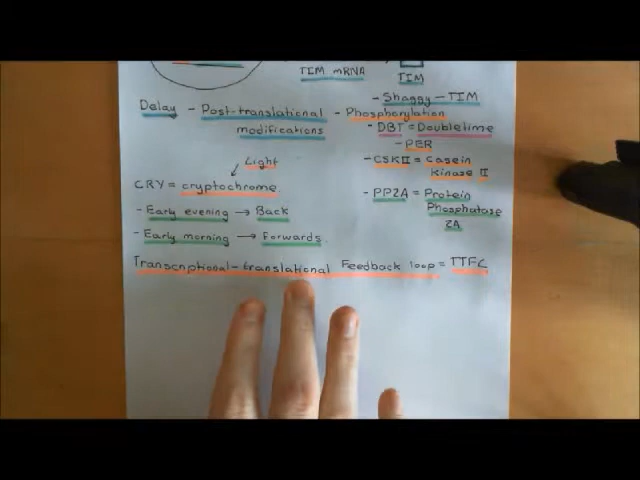 TIM mRNA
TIM
Delay - Post-translational modifications - Phosphorylation
- Shaggy - TIM
- DBT = Doubletime
- PER
- CSKII = Casein Kinase II
- PP2A = Protein Phosphatase 2A
Light
CRY = cryptochrome.
- Early evening → Back
- Early morning → Forwards.
Transcriptional-translational Feedback loop = TTFL